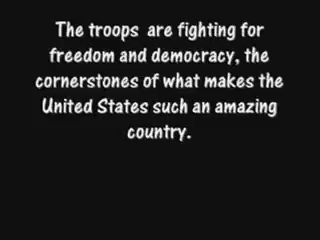 The troops  are fighting for
freedom and democracy, the
cornerstones of what makes the
United States such an amazing
country.